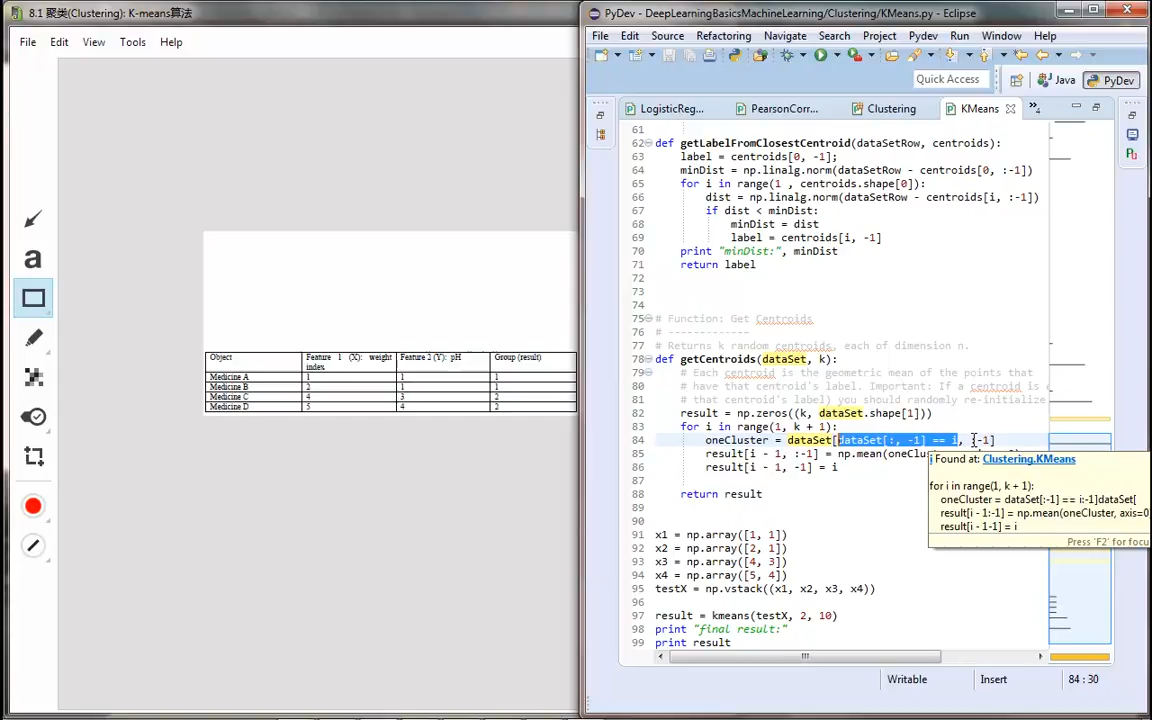 8.1 聚类(Clustering): K-means算法
File Edit View Tools Help
Object Feature 1 (X): weight index Feature 2 (Y): pH Group (result)
Medicine A 1 1 1
Medicine B 2 1 1
Medicine C 4 3 2
Medicine D 5 4 2
PyDev - DeepLearningBasicsMachineLearning/Clustering/KMeans.py - Eclipse
File Edit Source Refactoring Navigate Search Project Pydev Run Window Help
Quick Access Java PyDev
LogisticReg... PearsonCorr... Clustering KMeans 4
61
62 def getLabelFromClosestCentroid(dataSetRow, centroids):
63 label = centroids[0, -1];
64 minDist = np.linalg.norm(dataSetRow - centroids[0, :-1])
65 for i in range(1 , centroids.shape[0]):
66 dist = np.linalg.norm(dataSetRow - centroids[i, :-1])
67 if dist < minDist:
68 minDist = dist
69 label = centroids[i, -1]
70 print "minDist:", minDist
71 return label
72
73
74
75 # Function: Get Centroids
76 # -------------
77 # Returns k random centroids, each of dimension n.
78 def getCentroids(dataSet, k):
79 # Each centroid is the geometric mean of the points that
80 # have that centroid's label. Important: If a centroid is e
81 # that centroid's label) you should randomly re-initialize
82 result = np.zeros((k, dataSet.shape[1]))
83 for i in range(1, k + 1):
84 oneCluster = dataSet[dataSet[:, -1] == i, :-1]
85 result[i - 1, :-1] = np.mean(oneClu
86 result[i - 1, -1] = i
87
88 return result
89
90
91 x1 = np.array([1, 1])
92 x2 = np.array([2, 1])
93 x3 = np.array([4, 3])
94 x4 = np.array([5, 4])
95 testX = np.vstack((x1, x2, x3, x4))
96
97 result = kmeans(testX, 2, 10)
98 print "final result:"
99 print result
i Found at: Clustering.KMeans
for i in range(1, k + 1):
oneCluster = dataSet[:-1] == i:-1]dataSet[
result[i - 1:-1] = np.mean(oneCluster, axis=0
result[i - 1-1] = i
Press 'F2' for focu
Writable Insert 84 : 30